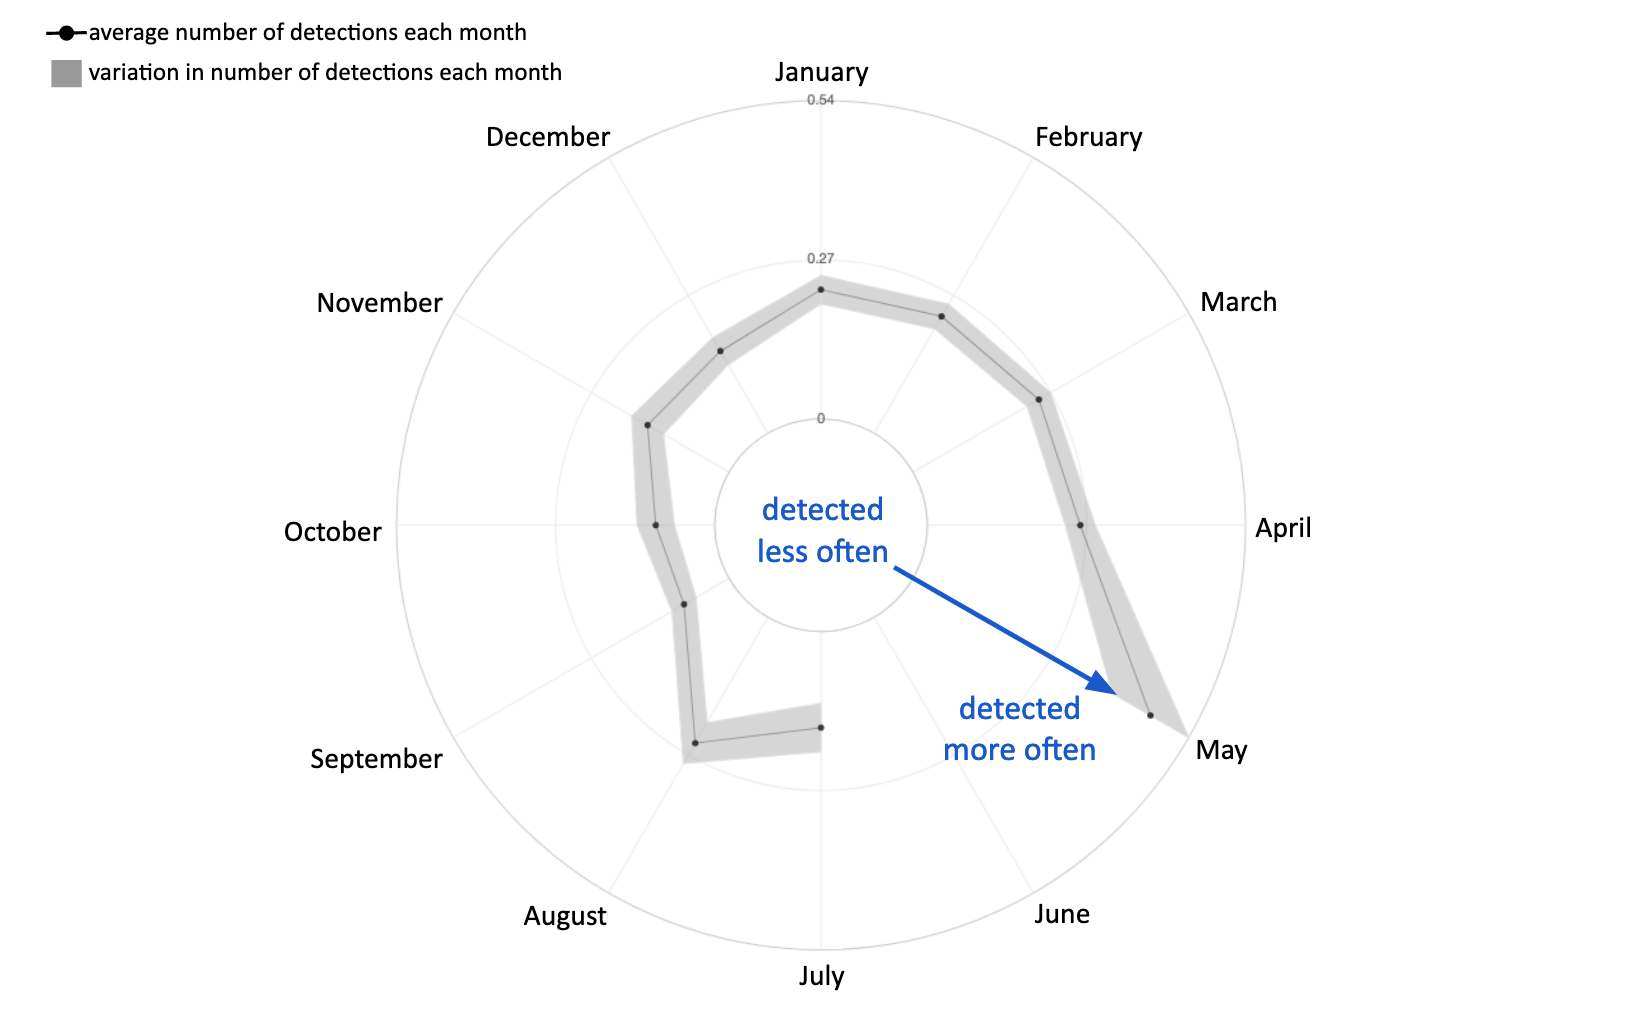 average number of detections each month
variation in number of detections each month
January
0.54
December
February
0.27
November
March
0
detected
less often
October
April
detected
more often
September
May
August
June
July